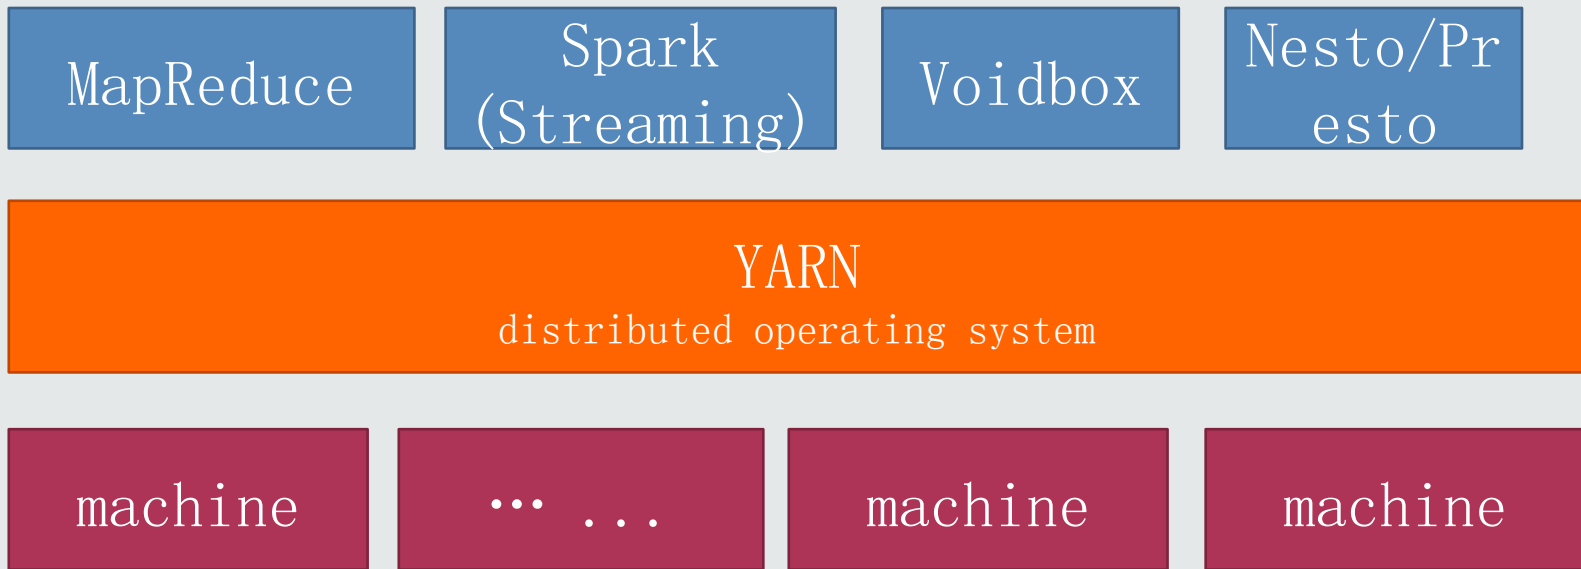 MapReduce
Spark
(Streaming)
Voidbox
Nesto/Pr
esto
YARN
distributed operating system
machine
… ...
machine
machine